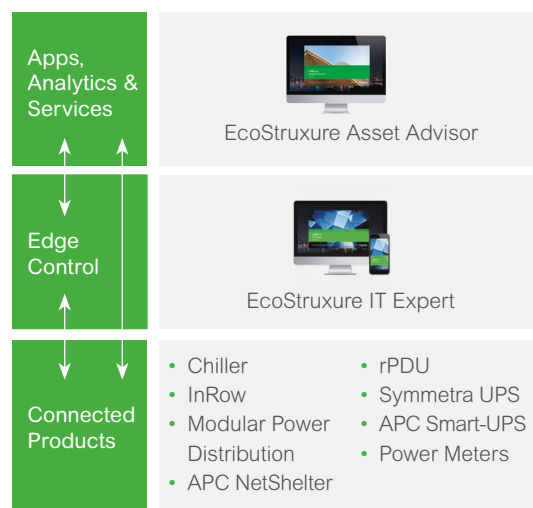 Apps,
Analytics &
Services
EcoStruxure Asset Advisor
Edge
Control
EcoStruxure IT Expert
Connected
Products
• Chiller
• InRow
• Modular Power
Distribution
• APC NetShelter
• rPDU
• Symmetra UPS
• APC Smart-UPS
• Power Meters